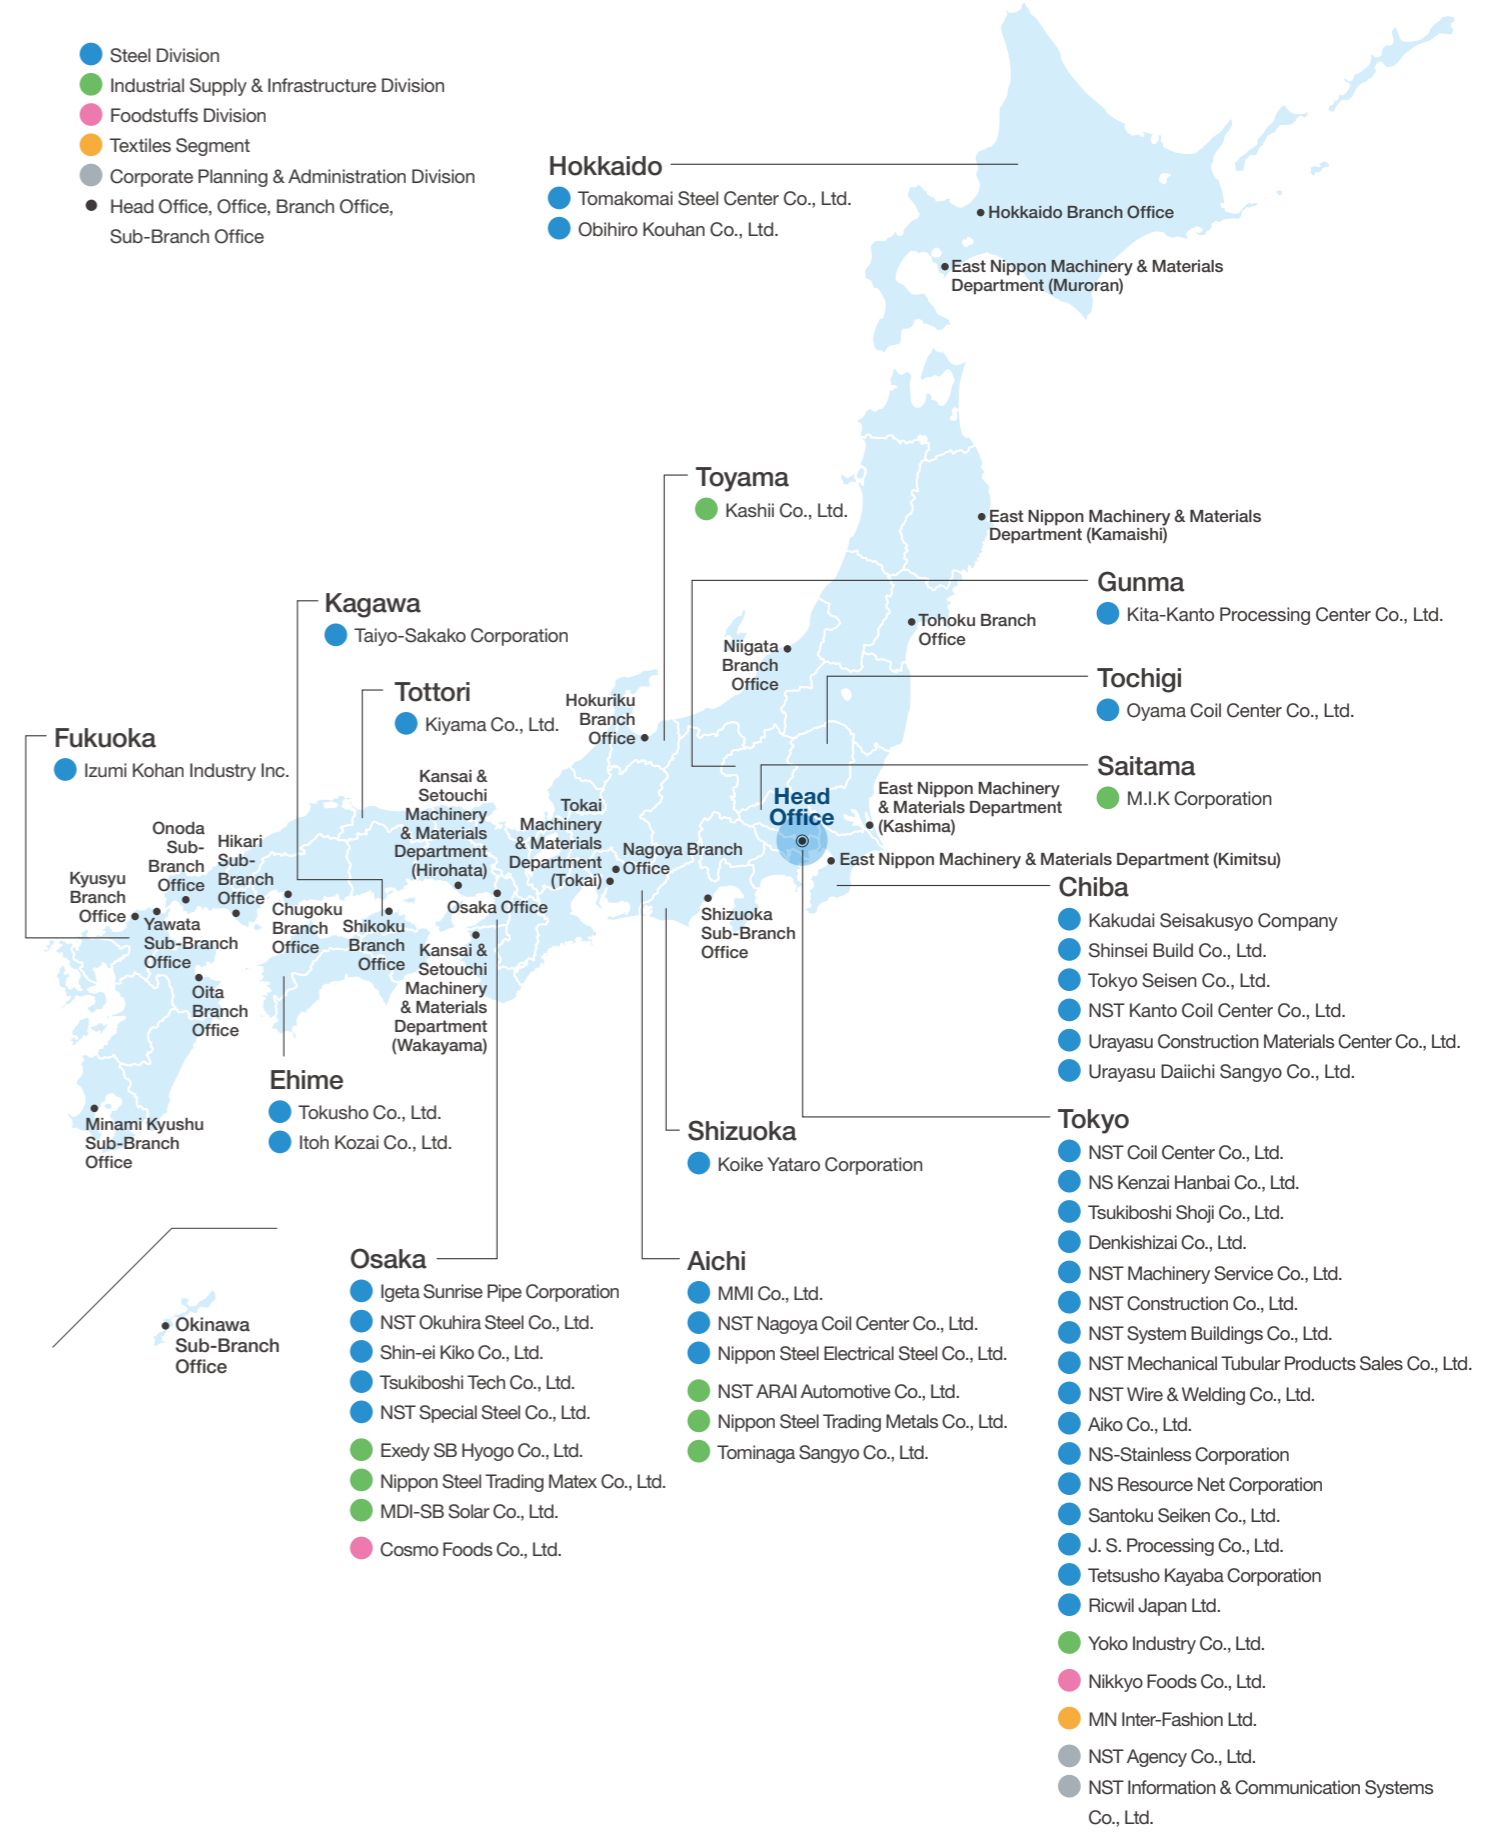 Steel Division
Industrial Supply & Infrastructure Division
Foodstuffs Division
Textiles Segment
Corporate Planning & Administration Division
Head Office, Office, Branch Office,
Sub-Branch Office
Hokkaido
Tomakomai Steel Center Co., Ltd.
Obihiro Kouhan Co., Ltd.
Hokkaido Branch Office
East Nippon Machinery & Materials
Department (Muroran)
Toyama
Kashii Co., Ltd.
East Nippon Machinery & Materials
Department (Kamaishi)
Gunma
Kita-Kanto Processing Center Co., Ltd.
Kagawa
Taiyo-Sakako Corporation
Tohoku Branch
Office
Niigata
Branch
Office
Tochigi
Oyama Coil Center Co., Ltd.
Tottori
Kiyama Co., Ltd.
Hokuriku
Branch
Office
Fukuoka
Izumi Kohan Industry Inc.
Saitama
M.I.K Corporation
Kansai &
Setouchi
Machinery
& Materials
Department
(Hirohata)
Tokai
Machinery
& Materials
Department
(Tokai)
Head
Office
East Nippon Machinery
& Materials Department
(Kashima)
Onoda
Sub-
Branch
Office
Hikari
Sub-
Branch
Office
Nagoya Branch
Office
East Nippon Machinery & Materials Department (Kimitsu)
Kyusyu
Branch
Office
Yawata
Sub-Branch
Office
Chugoku
Branch
Office
Shikoku
Branch
Office
Osaka Office
Kansai &
Setouchi
Machinery
& Materials
Department
(Wakayama)
Shizuoka
Sub-Branch
Office
Oita
Branch
Office
Chiba
Kakudai Seisakusyo Company
Shinsei Build Co., Ltd.
Tokyo Seisen Co., Ltd.
NST Kanto Coil Center Co., Ltd.
Urayasu Construction Materials Center Co., Ltd.
Urayasu Daiichi Sangyo Co., Ltd.
Ehime
Tokusho Co., Ltd.
Itoh Kozai Co., Ltd.
Minami Kyushu
Sub-Branch
Office
Shizuoka
Koike Yataro Corporation
Tokyo
NST Coil Center Co., Ltd.
NS Kenzai Hanbai Co., Ltd.
Tsukiboshi Shoji Co., Ltd.
Denkishizai Co., Ltd.
NST Machinery Service Co., Ltd.
NST Construction Co., Ltd.
NST System Buildings Co., Ltd.
NST Mechanical Tubular Products Sales Co., Ltd.
NST Wire & Welding Co., Ltd.
Aiko Co., Ltd.
NS-Stainless Corporation
NS Resource Net Corporation
Santoku Seiken Co., Ltd.
J. S. Processing Co., Ltd.
Tetsusho Kayaba Corporation
Ricwil Japan Ltd.
Yoko Industry Co., Ltd.
Nikkyo Foods Co., Ltd.
MN Inter-Fashion Ltd.
NST Agency Co., Ltd.
NST Information & Communication Systems
Co., Ltd.
Osaka
Igeta Sunrise Pipe Corporation
NST Okuhira Steel Co., Ltd.
Shin-ei Kiko Co., Ltd.
Tsukiboshi Tech Co., Ltd.
NST Special Steel Co., Ltd.
Exedy SB Hyogo Co., Ltd.
Nippon Steel Trading Matex Co., Ltd.
MDI-SB Solar Co., Ltd.
Cosmo Foods Co., Ltd.
Aichi
MMI Co., Ltd.
NST Nagoya Coil Center Co., Ltd.
Nippon Steel Electrical Steel Co., Ltd.
NST ARAI Automotive Co., Ltd.
Nippon Steel Trading Metals Co., Ltd.
Tominaga Sangyo Co., Ltd.
Okinawa
Sub-Branch
Office